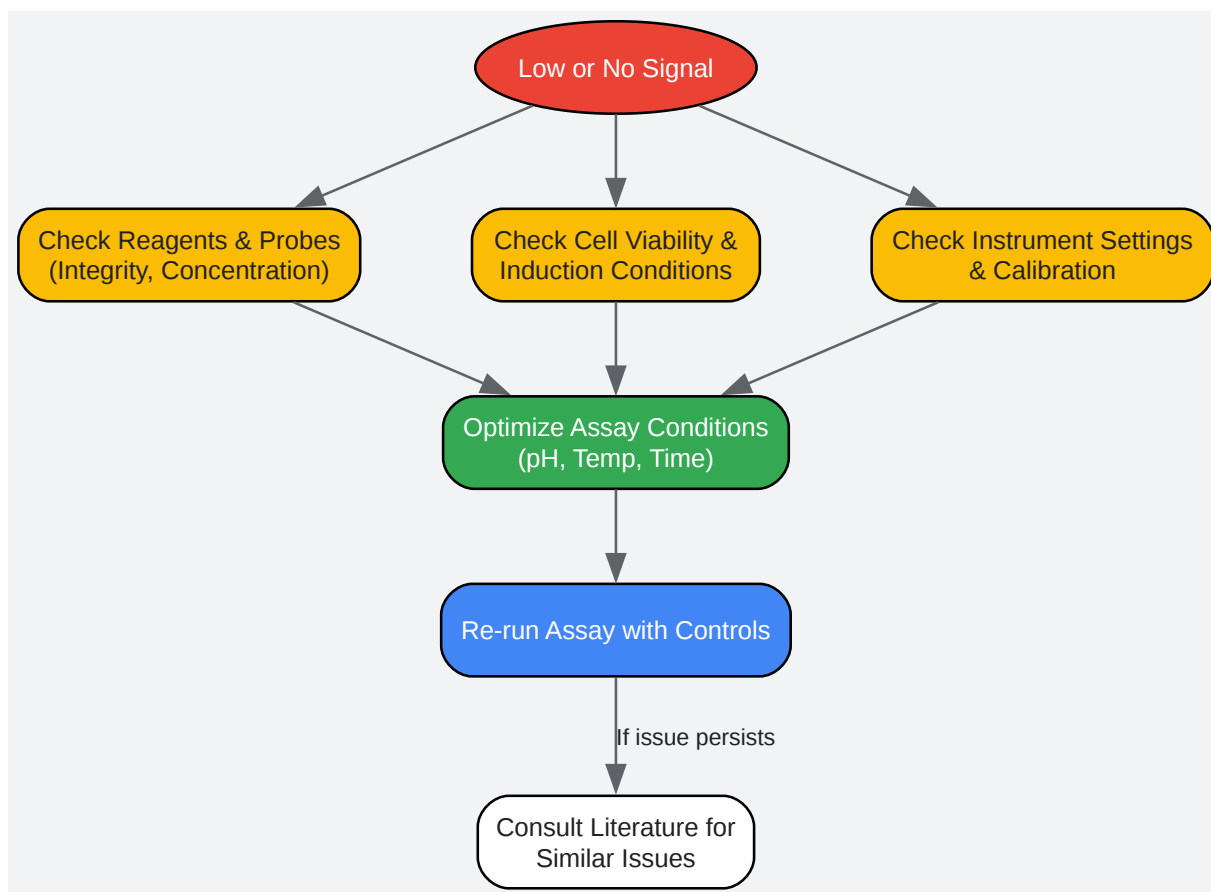 Low or No Signal
Check Reagents & Probes
(Integrity, Concentration)
Check Cell Viability &
Induction Conditions
Check Instrument Settings
& Calibration
Optimize Assay Conditions
(pH, Temp, Time)
Re-run Assay with Controls
If issue persists
Consult Literature for
Similar Issues